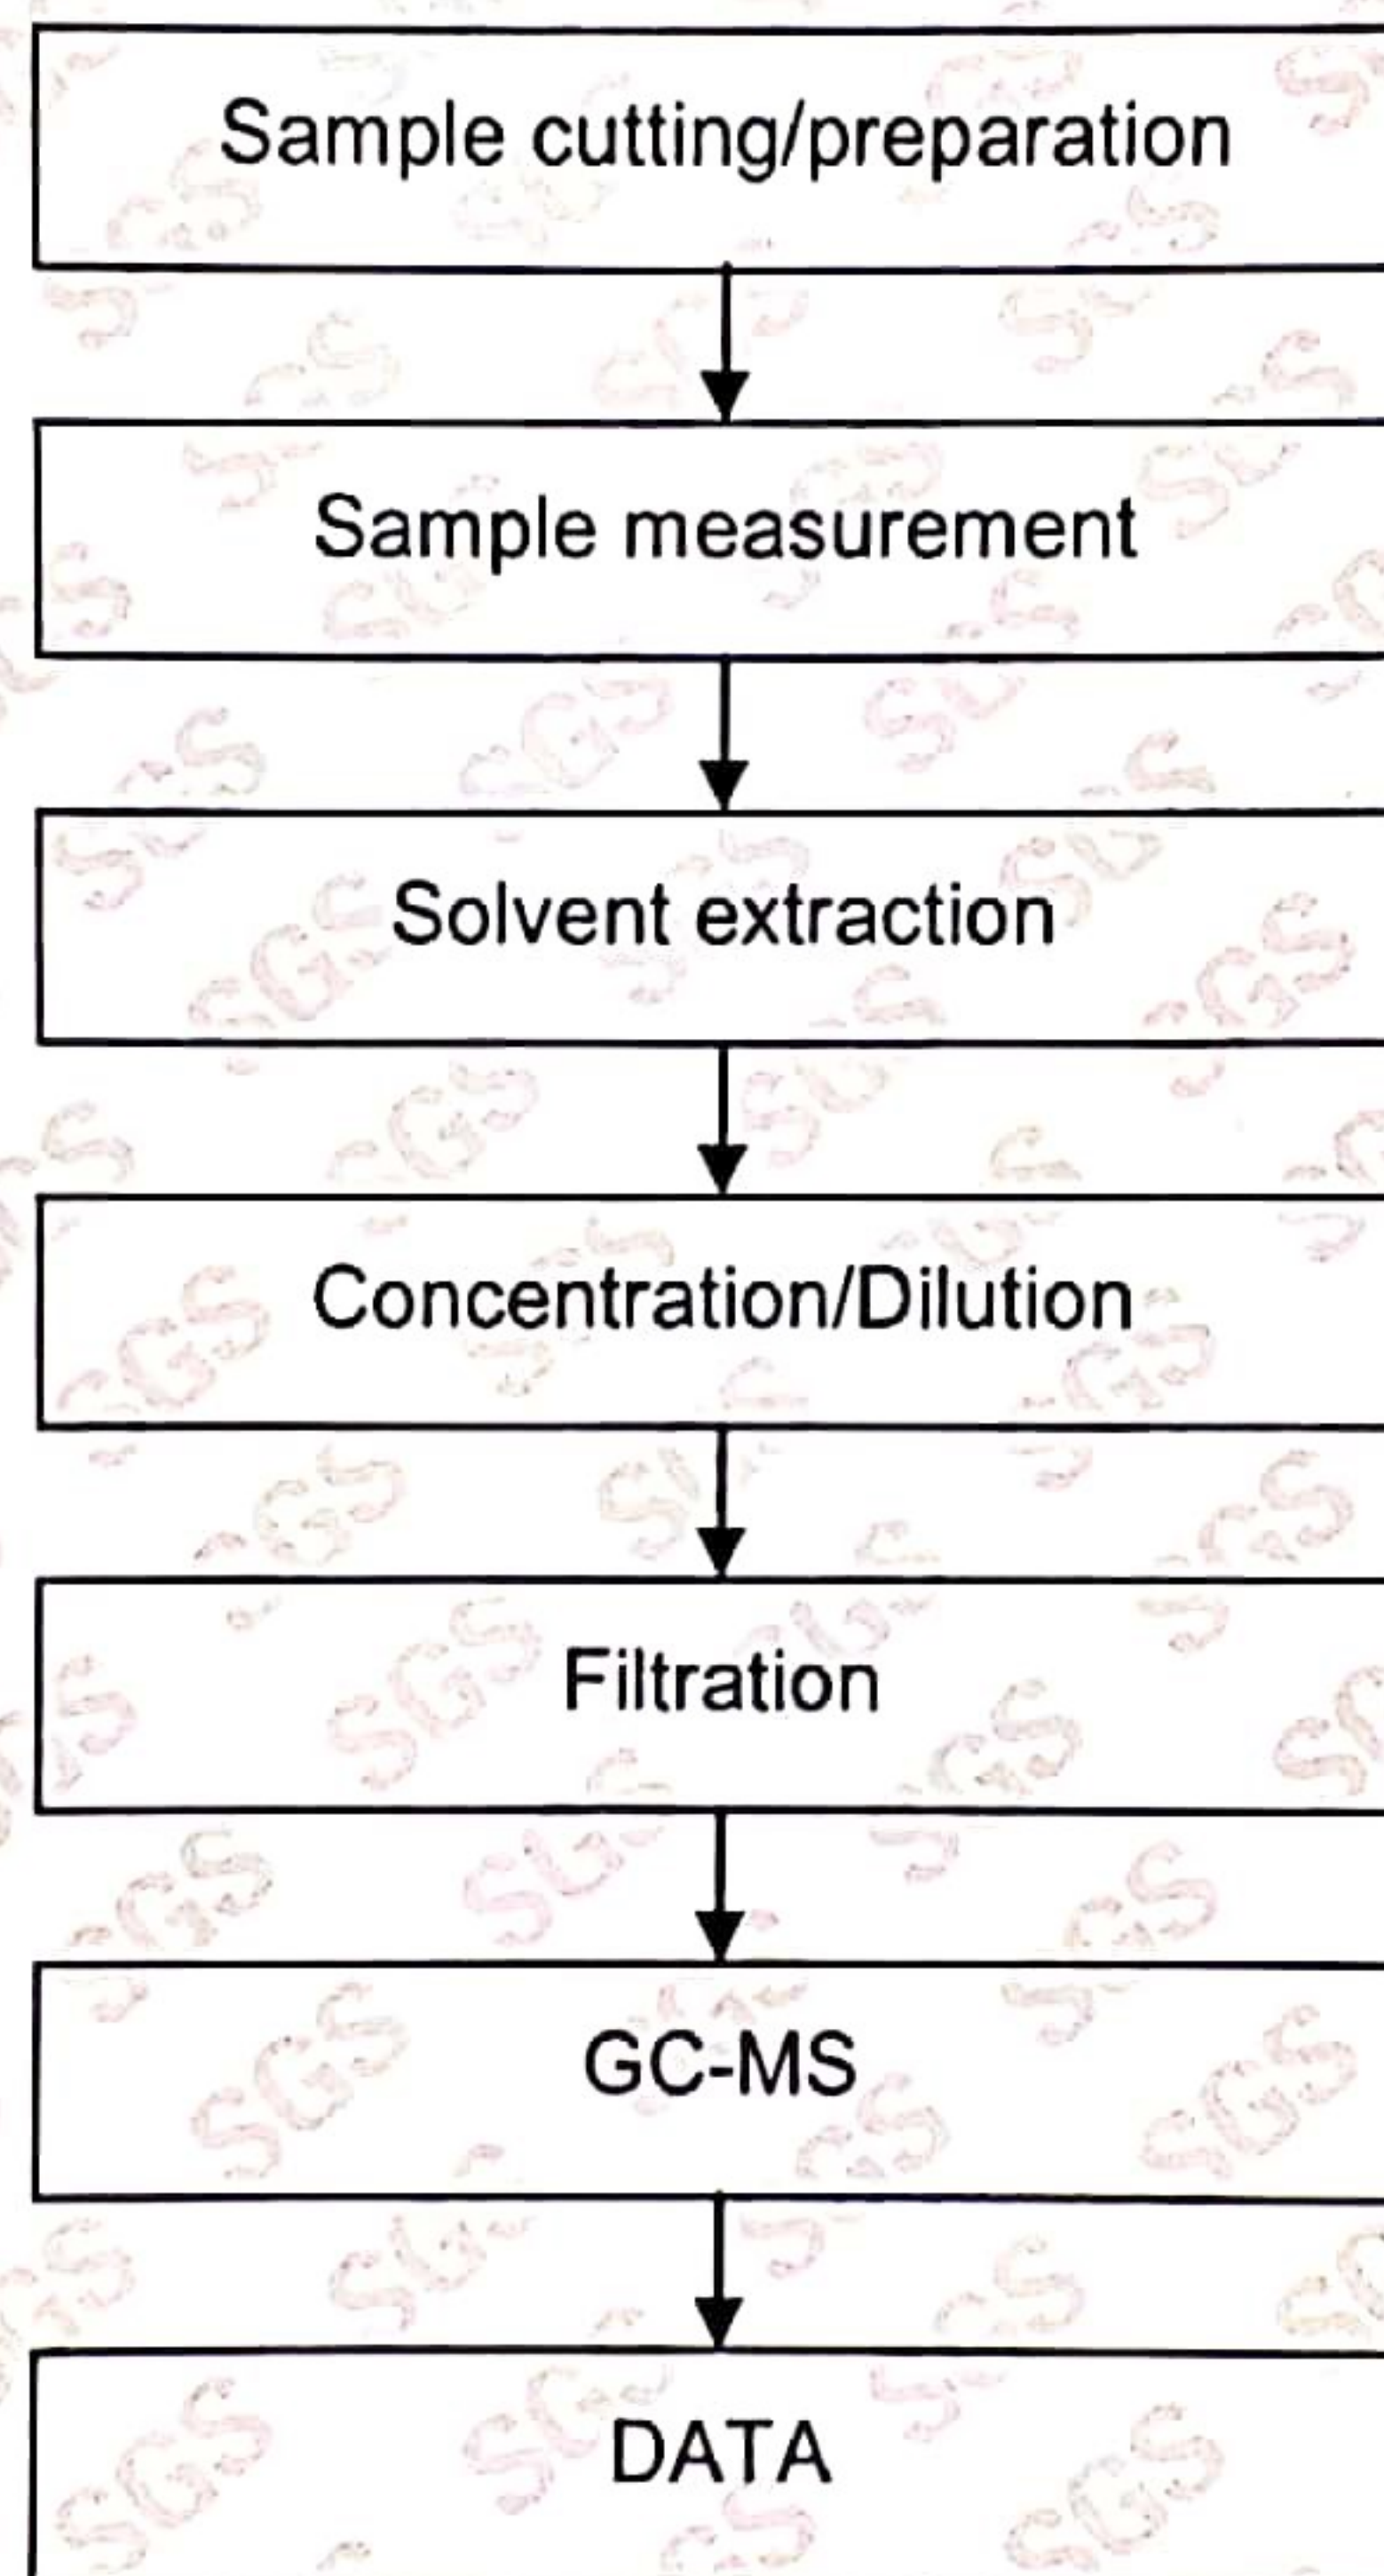 Sample cutting/preparation
Sample measurement
Solvent extraction
Concentration/Dilution
Filtration
GC-MS
DATA